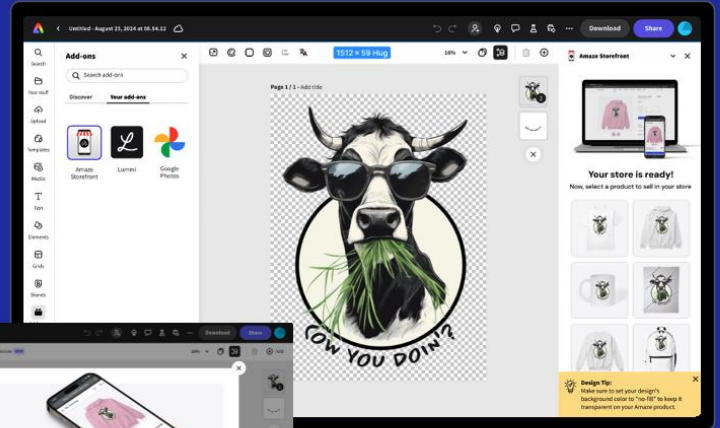 Untitled - August 23, 2024 at 06.54.12
Download
Share
Add-ons
Search add-ons
Discover
Your add-ons
Amaze
Storefront
Lummi
Google
Photos
Search
Your stuff
Upload
Templates
Media
Text
Elements
Grids
Brands
1512 × 59 Hug
Page 1 / 1 - Add title
COW YOU DOIN'?
Amaze Storefront
Your store is ready!
Now, select a product to sell in your store
Design Tip:
Make sure to set your design's
background color to "no-fill" to keep it
transparent on your Amaze product.
Download
Share
Add